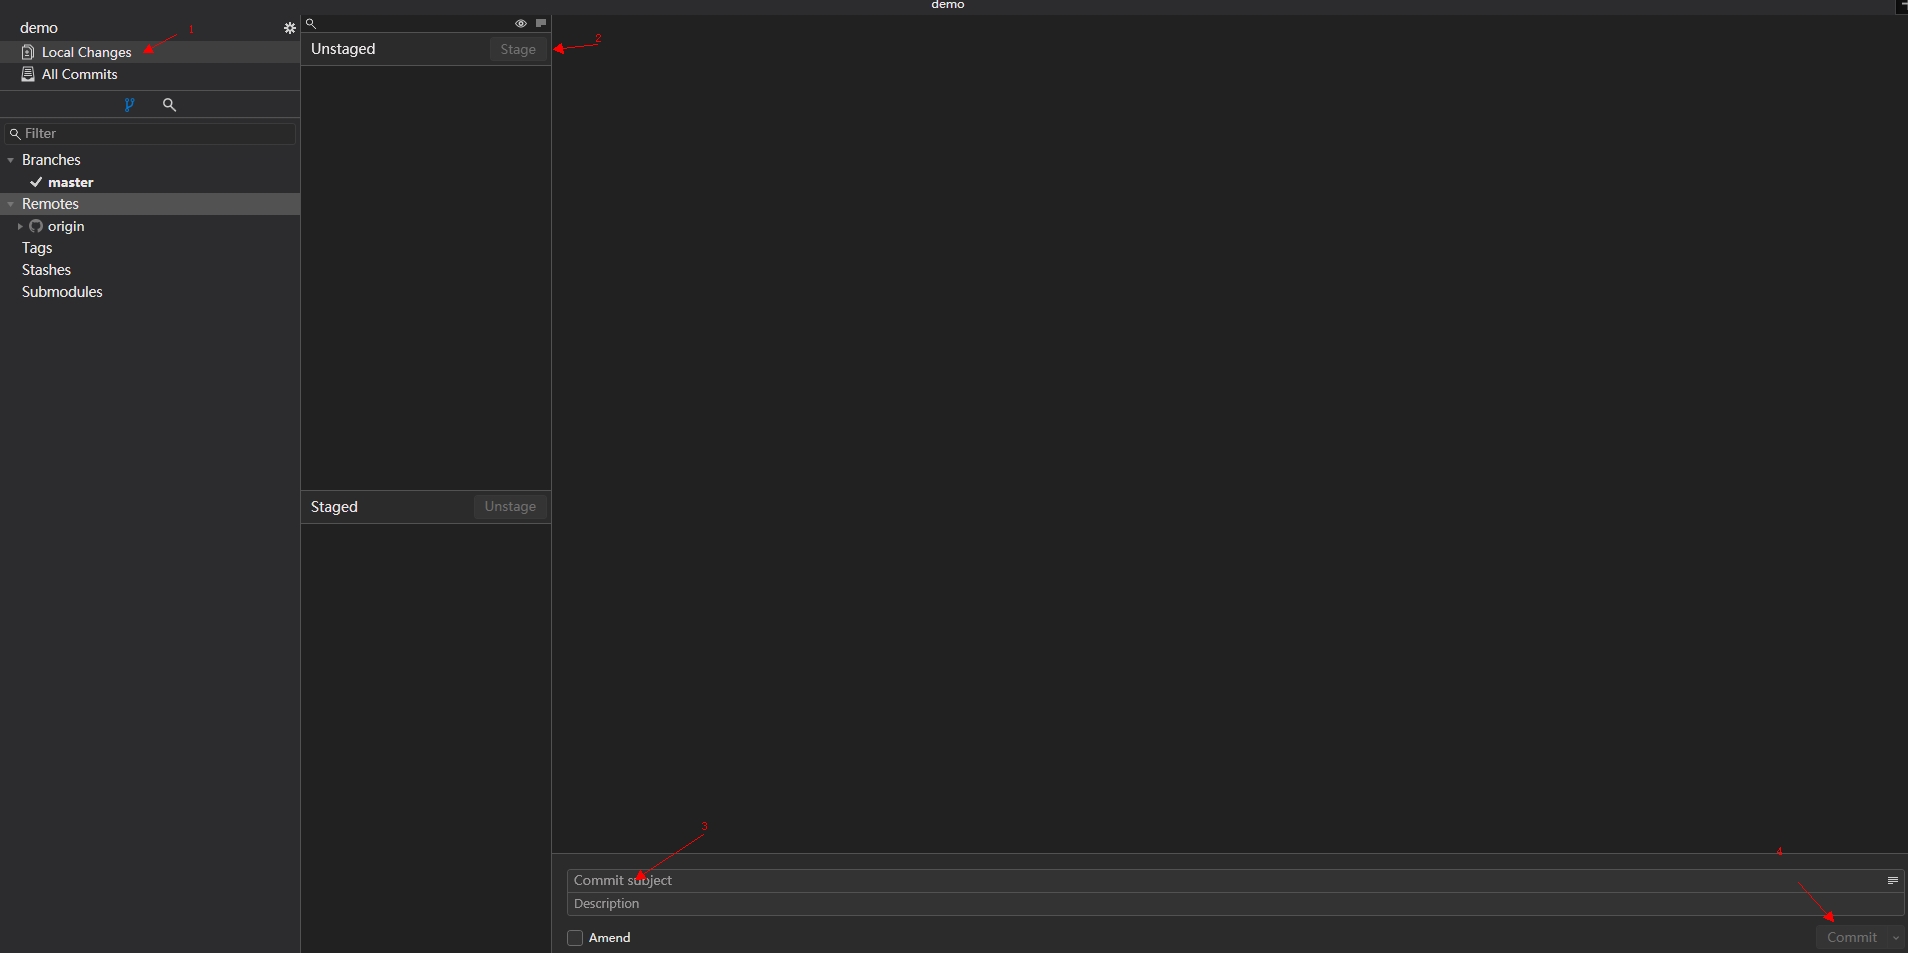 demo
demo
1
Local Changes
All Commits
Filter
Branches
master
Remotes
origin
Tags
Stashes
Submodules
Unstaged
Stage
2
Staged
Unstage
3
Commit subject
Description
Amend
4
Commit